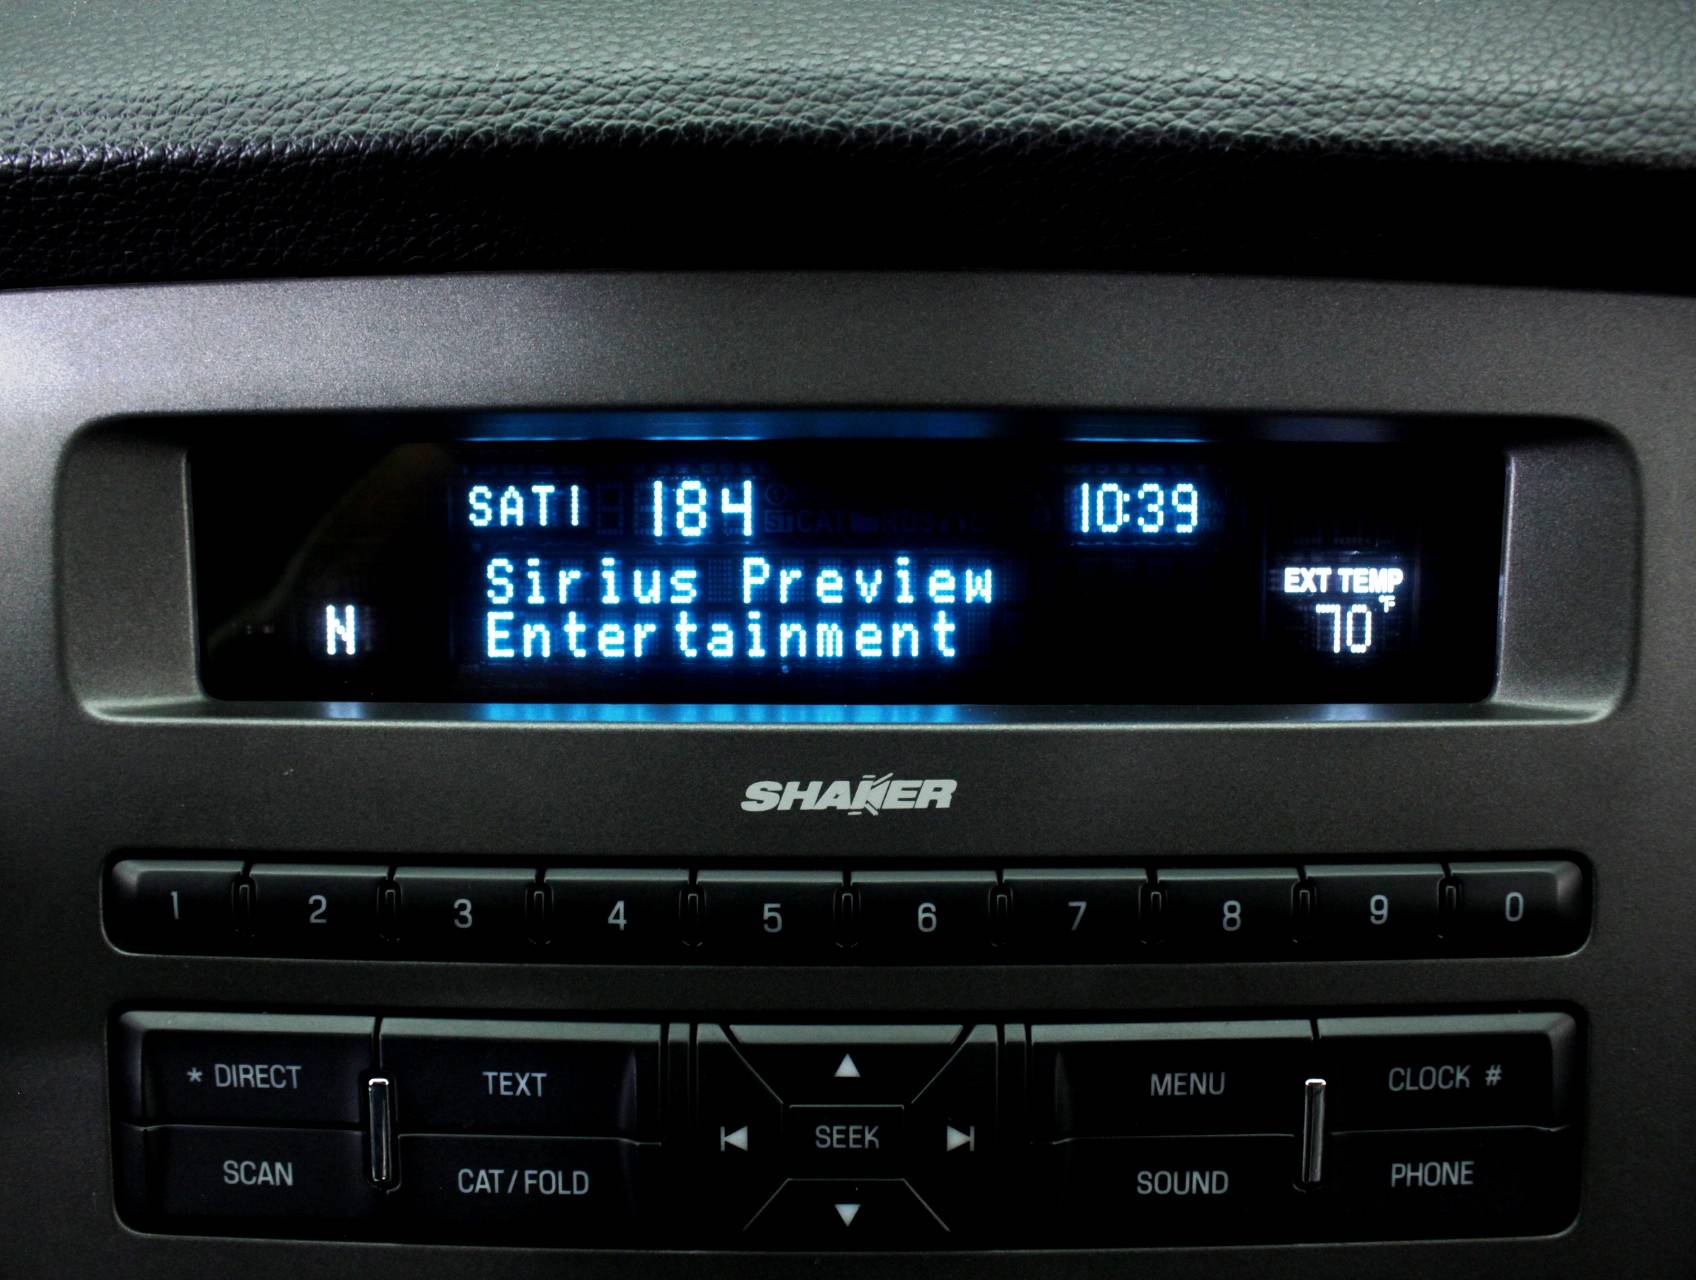 SAT1 184 10:39
Sirius Preview
EXT TEMP
N Entertainment 70°F
SHAKER
1 2 3 4 5 6 7 8 9 0
* DIRECT TEXT MENU CLOCK #
SEEK
SCAN CAT/FOLD SOUND PHONE